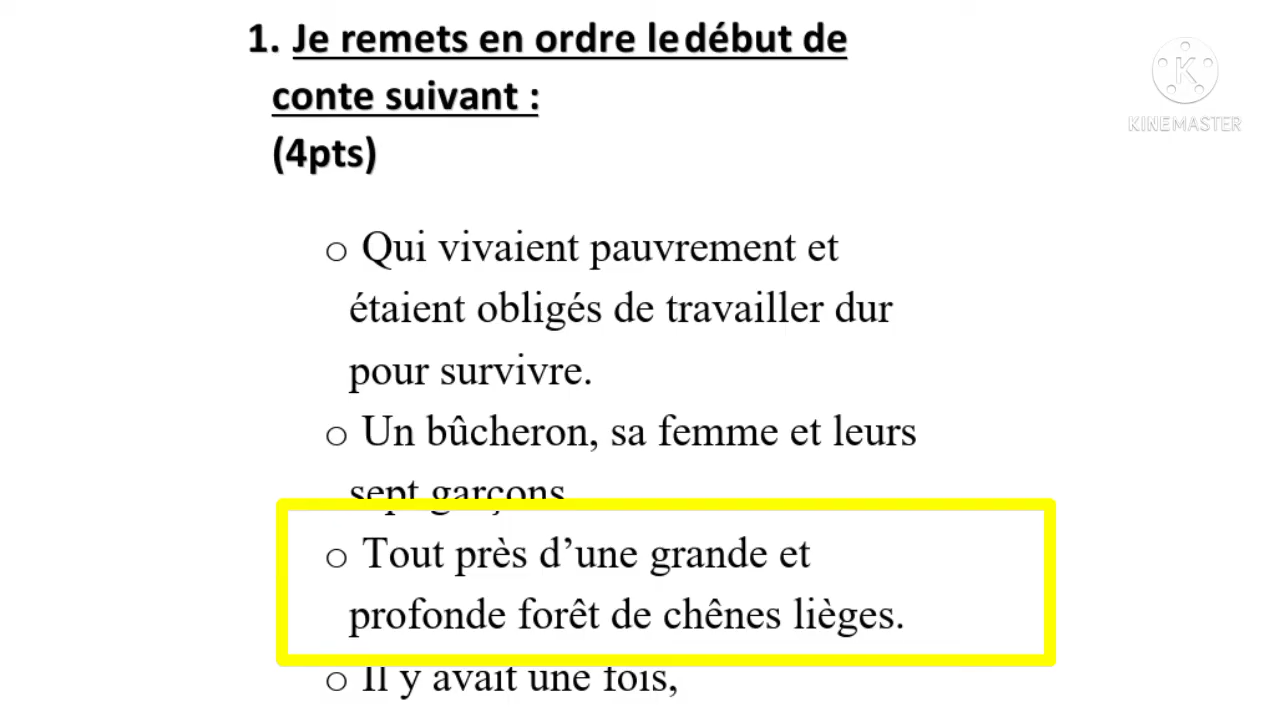 1. Je remets en ordre le début de
conte suivant :
(4pts)
KINEMASTER
o Qui vivaient pauvrement et
étaient obligés de travailler dur
pour survivre.
o Un bûcheron, sa femme et leurs
sept garçons
o Tout près d’une grande et
profonde forêt de chênes lièges.
o Il y avait une fois,